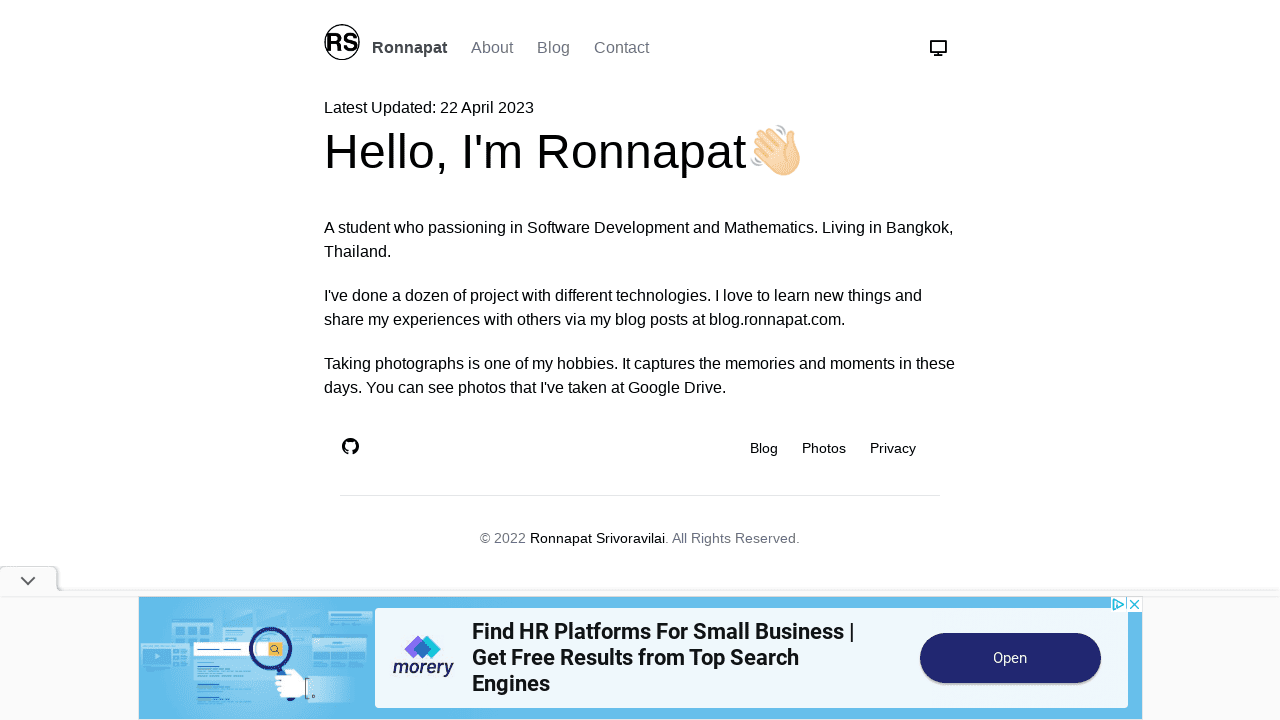 RS Ronnapat About Blog Contact
Latest Updated: 22 April 2023
Hello, I'm Ronnapat👋🏻
A student who passioning in Software Development and Mathematics. Living in Bangkok,
Thailand.
I've done a dozen of project with different technologies. I love to learn new things and
share my experiences with others via my blog posts at blog.ronnapat.com.
Taking photographs is one of my hobbies. It captures the memories and moments in these
days. You can see photos that I've taken at Google Drive.
Blog Photos Privacy
© 2022 Ronnapat Srivoravilai. All Rights Reserved.
morery
Find HR Platforms For Small Business |
Get Free Results from Top Search
Engines
Open